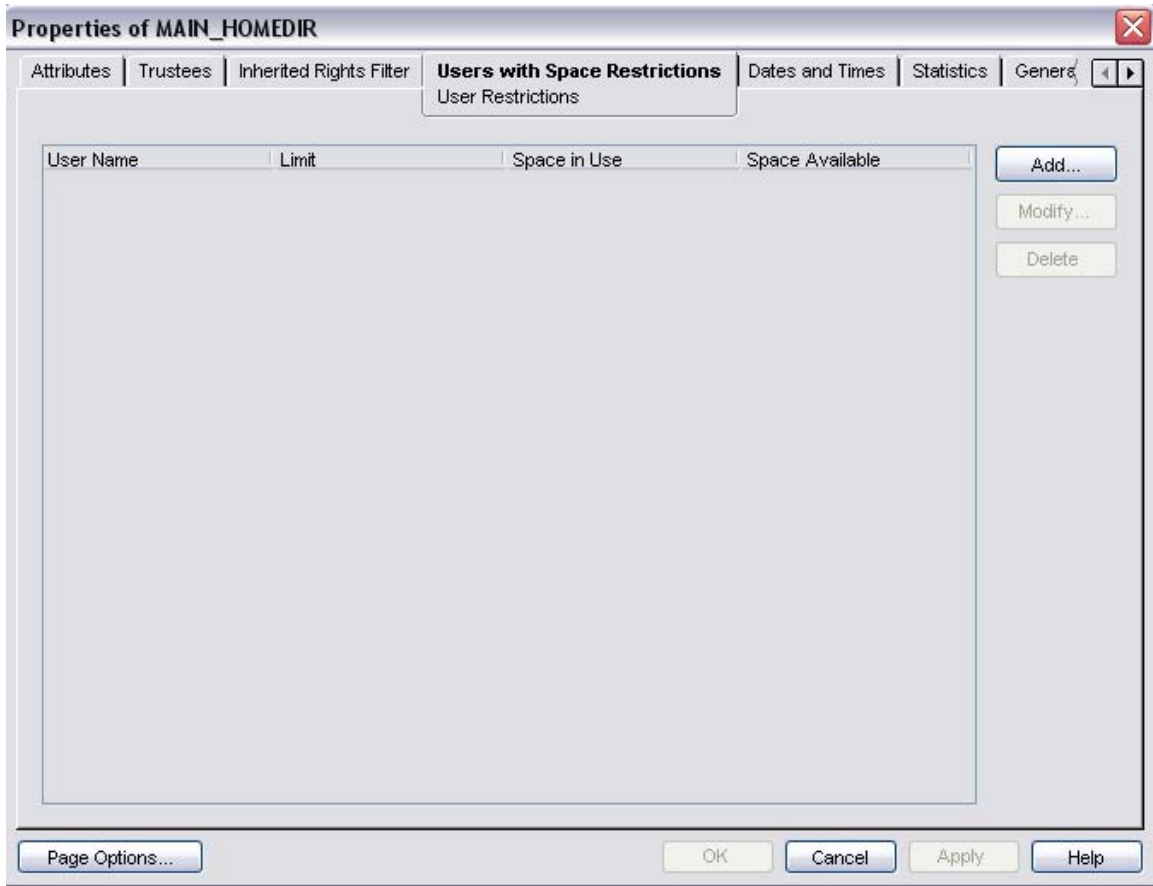 Properties of MAIN_HOMEDIR
Attributes Trustees Inherited Rights Filter Users with Space Restrictions Dates and Times Statistics Genera
User Restrictions
User Name Limit Space in Use Space Available
Add...
Modify...
Delete
Page Options... OK Cancel Apply Help